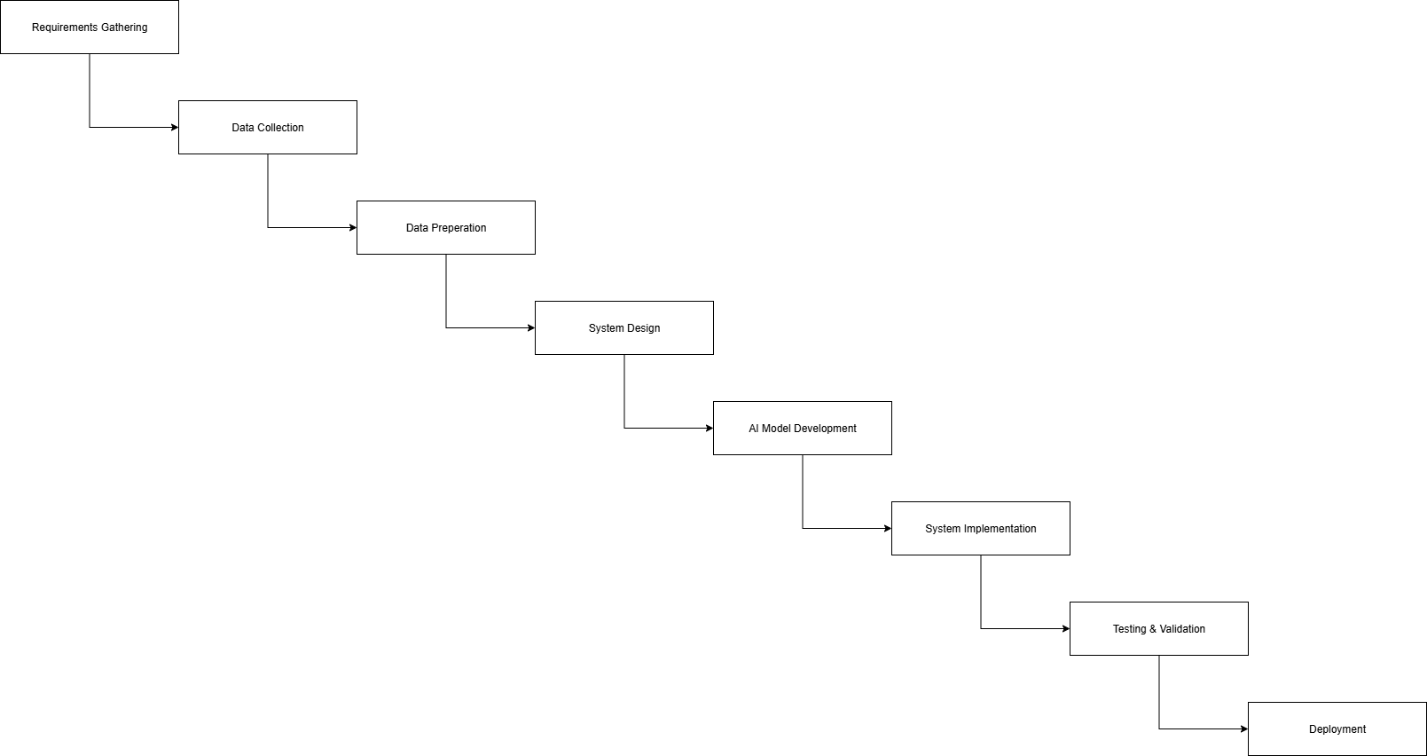 Requirements Gathering
Data Collection
Data Preperation
System Design
AI Model Development
System Implementation
Testing & Validation
Deployment